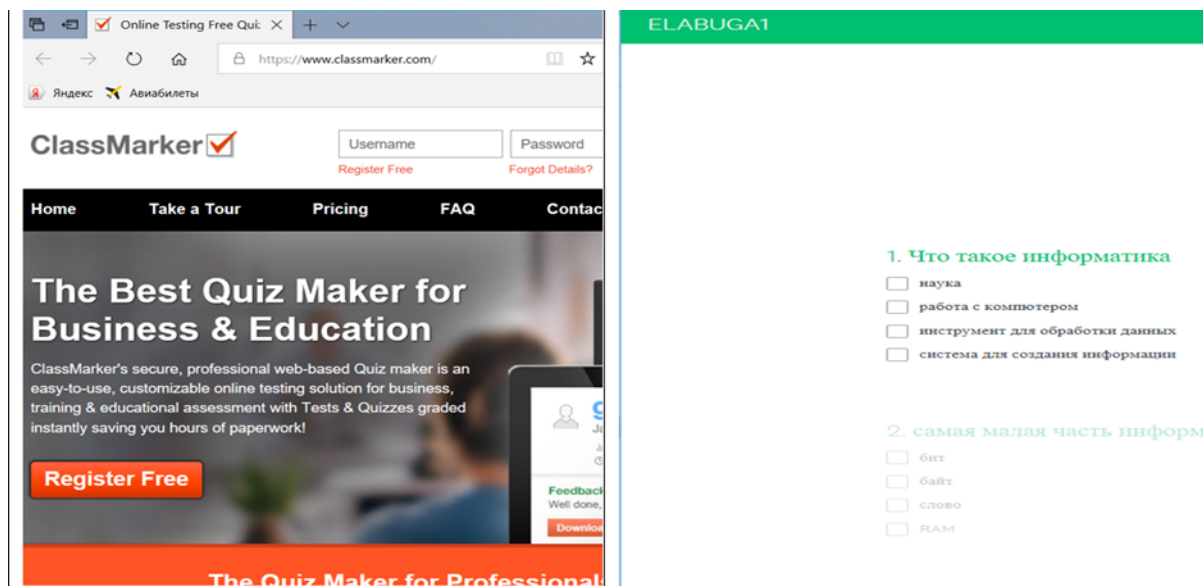 Online Testing Free Qui
https://www.classmarker.com/
Яндекс Авиабилеты
ClassMarker
Username Password
Register Free Forgot Details?
Home Take a Tour Pricing FAQ Contac
The Best Quiz Maker for
Business & Education
ClassMarker's secure, professional web-based Quiz maker is an
easy-to-use, customizable online testing solution for business,
training & educational assessment with Tests & Quizzes graded
instantly saving you hours of paperwork!
Register Free
Feedback
Well done,
Downloa
The Quiz Maker for Professionals
ELABUGA1
1. Что такое информатика
наука
работа с компютером
инструмент для обработки данных
система для создания информации
2. самая малая часть информ
бит
байт
слово
RAM